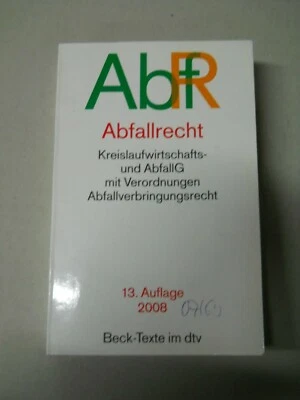 AbfR
Abfallrecht
Kreislaufwirtschafts-
und AbfallG
mit Verordnungen
Abfallverbringungsrecht
13. Auflage
2008
Beck-Texte im dtv